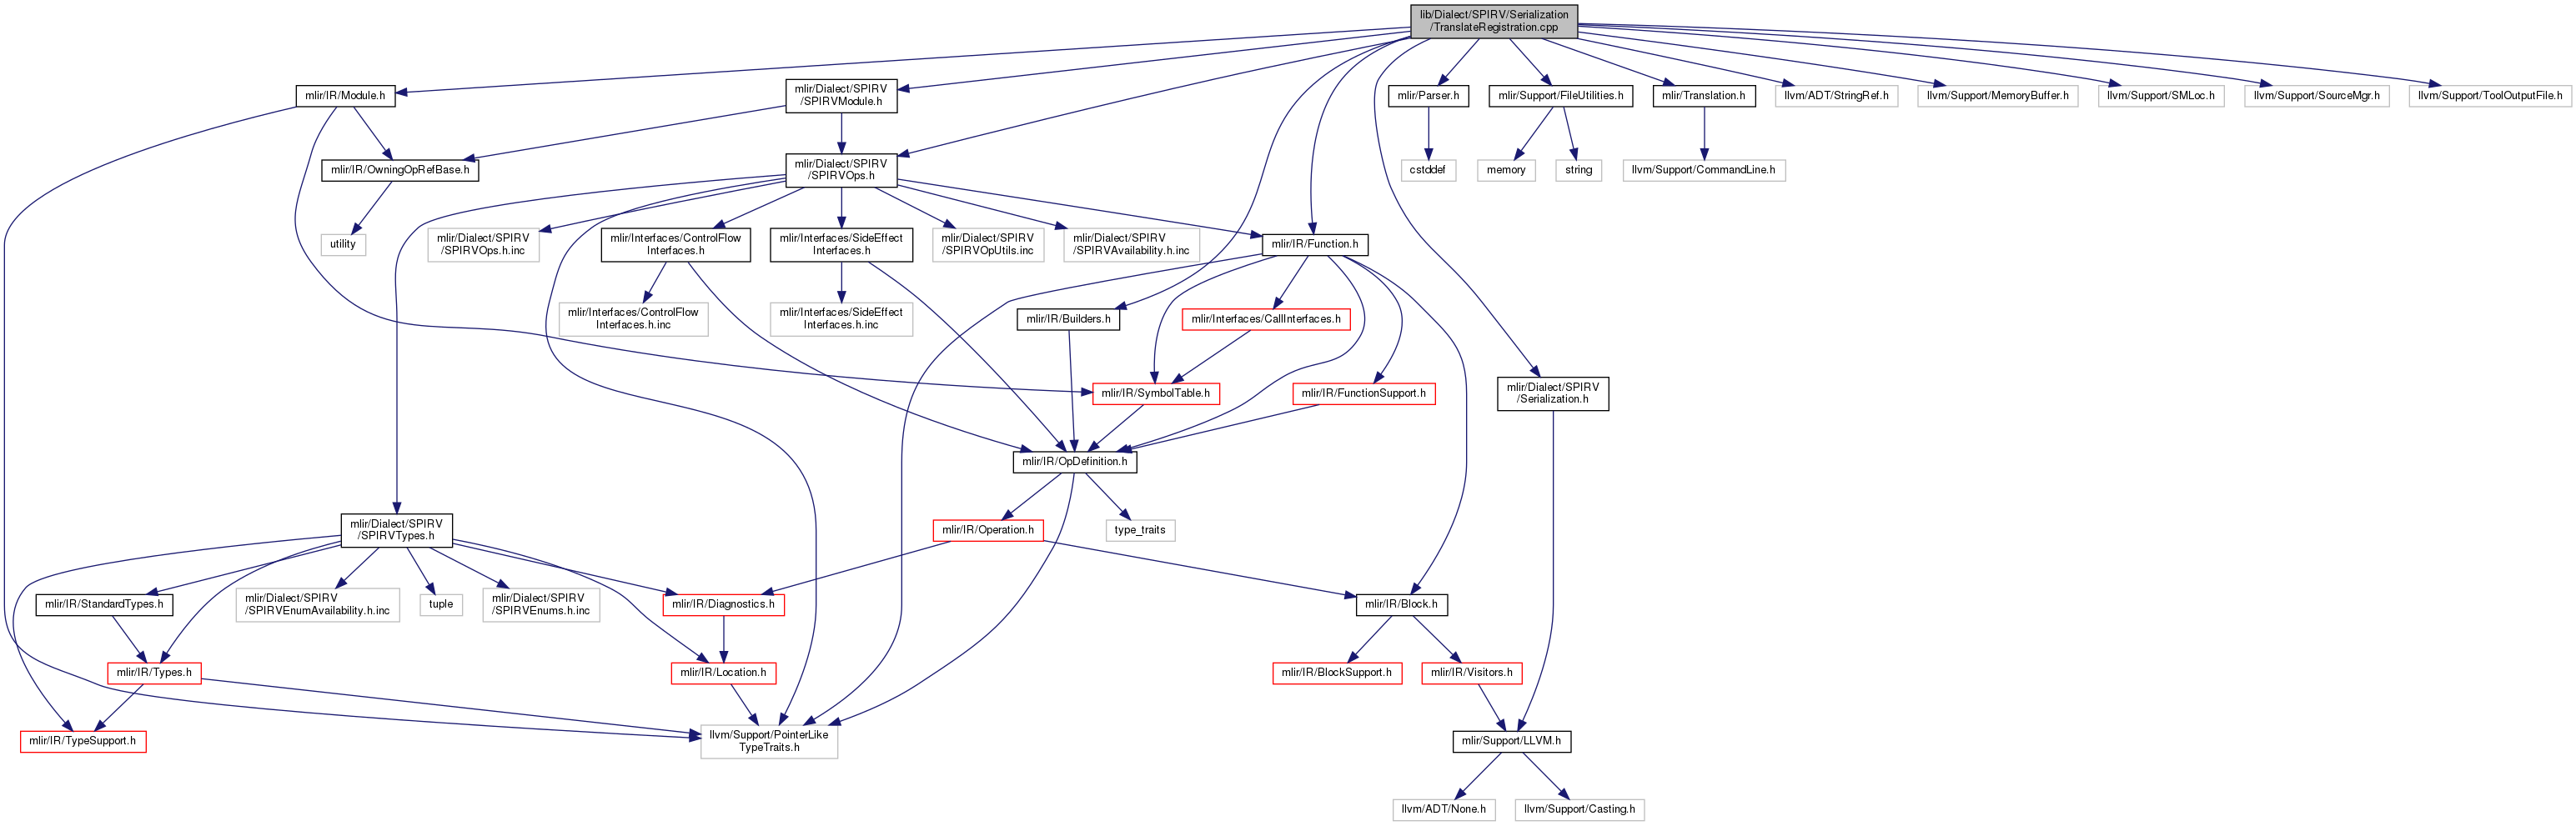 lib/Dialect/SPIRV/Serialization
/TranslateRegistration.cpp
mlir/IR/Module.h
mlir/Dialect/SPIRV
/SPIRVModule.h
mlir/Parser.h
mlir/Support/FileUtilities.h
mlir/Translation.h
llvm/ADT/StringRef.h
llvm/Support/MemoryBuffer.h
llvm/Support/SMLoc.h
llvm/Support/SourceMgr.h
llvm/Support/ToolOutputFile.h
mlir/IR/OwningOpRefBase.h
mlir/Dialect/SPIRV
/SPIRVOps.h
cstddef
memory
string
llvm/Support/CommandLine.h
utility
mlir/Dialect/SPIRV
/SPIRVOps.h.inc
mlir/Interfaces/ControlFlow
Interfaces.h
mlir/Interfaces/SideEffect
Interfaces.h
mlir/Dialect/SPIRV
/SPIRVOpUtils.inc
mlir/Dialect/SPIRV
/SPIRVAvailability.h.inc
mlir/IR/Function.h
mlir/Interfaces/ControlFlow
Interfaces.h.inc
mlir/Interfaces/SideEffect
Interfaces.h.inc
mlir/IR/Builders.h
mlir/Interfaces/CallInterfaces.h
mlir/IR/SymbolTable.h
mlir/IR/FunctionSupport.h
mlir/Dialect/SPIRV
/Serialization.h
mlir/IR/OpDefinition.h
mlir/Dialect/SPIRV
/SPIRVTypes.h
mlir/IR/Operation.h
type_traits
mlir/IR/StandardTypes.h
mlir/Dialect/SPIRV
/SPIRVEnumAvailability.h.inc
tuple
mlir/Dialect/SPIRV
/SPIRVEnums.h.inc
mlir/IR/Diagnostics.h
mlir/IR/Block.h
mlir/IR/Types.h
mlir/IR/Location.h
mlir/IR/BlockSupport.h
mlir/IR/Visitors.h
mlir/IR/TypeSupport.h
llvm/Support/PointerLike
TypeTraits.h
mlir/Support/LLVM.h
llvm/ADT/None.h
llvm/Support/Casting.h